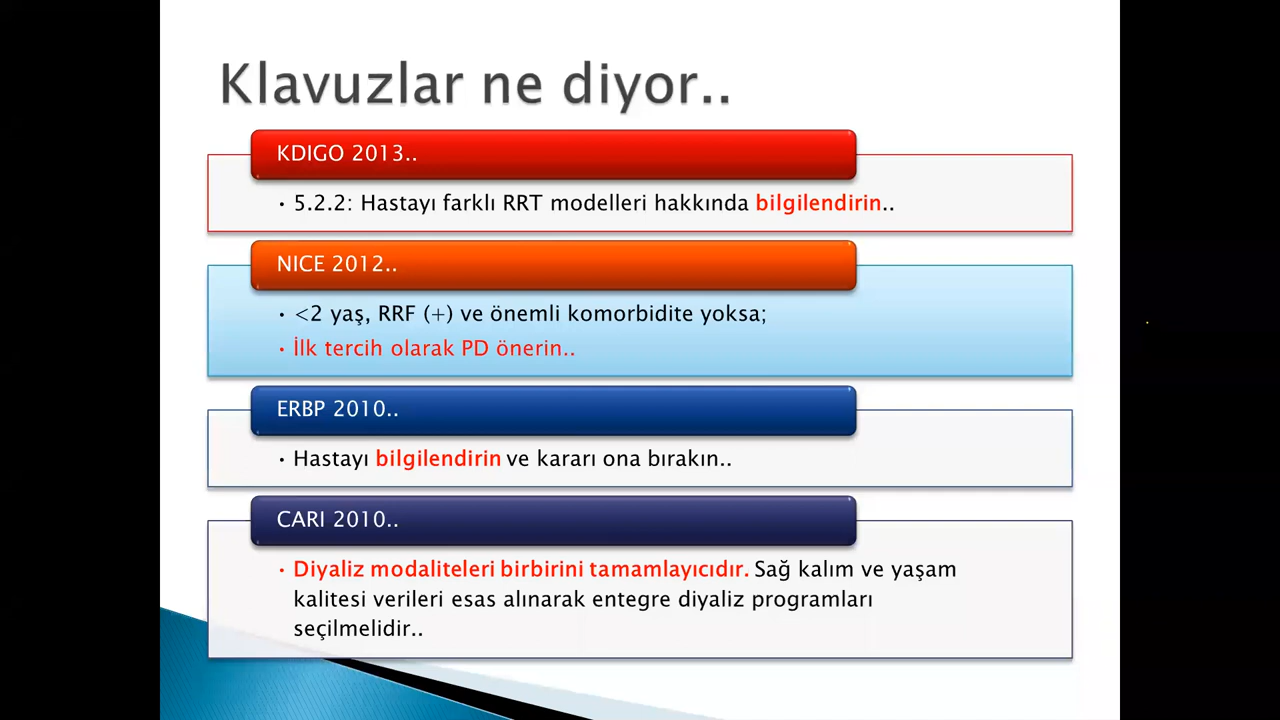 Klavuzlar ne diyor..
KDIGO 2013..
• 5.2.2: Hastayı farklı RRT modelleri hakkında bilgilendirin..
NICE 2012..
• <2 yaş, RRF (+) ve önemli komorbidite yoksa;
• İlk tercih olarak PD önerin..
ERBP 2010..
• Hastayı bilgilendirin ve kararı ona bırakın..
CARI 2010..
• Diyaliz modaliteleri birbirini tamamlayıcıdır. Sağ kalım ve yaşam
kalitesi verileri esas alınarak entegre diyaliz programları
seçilmelidir..